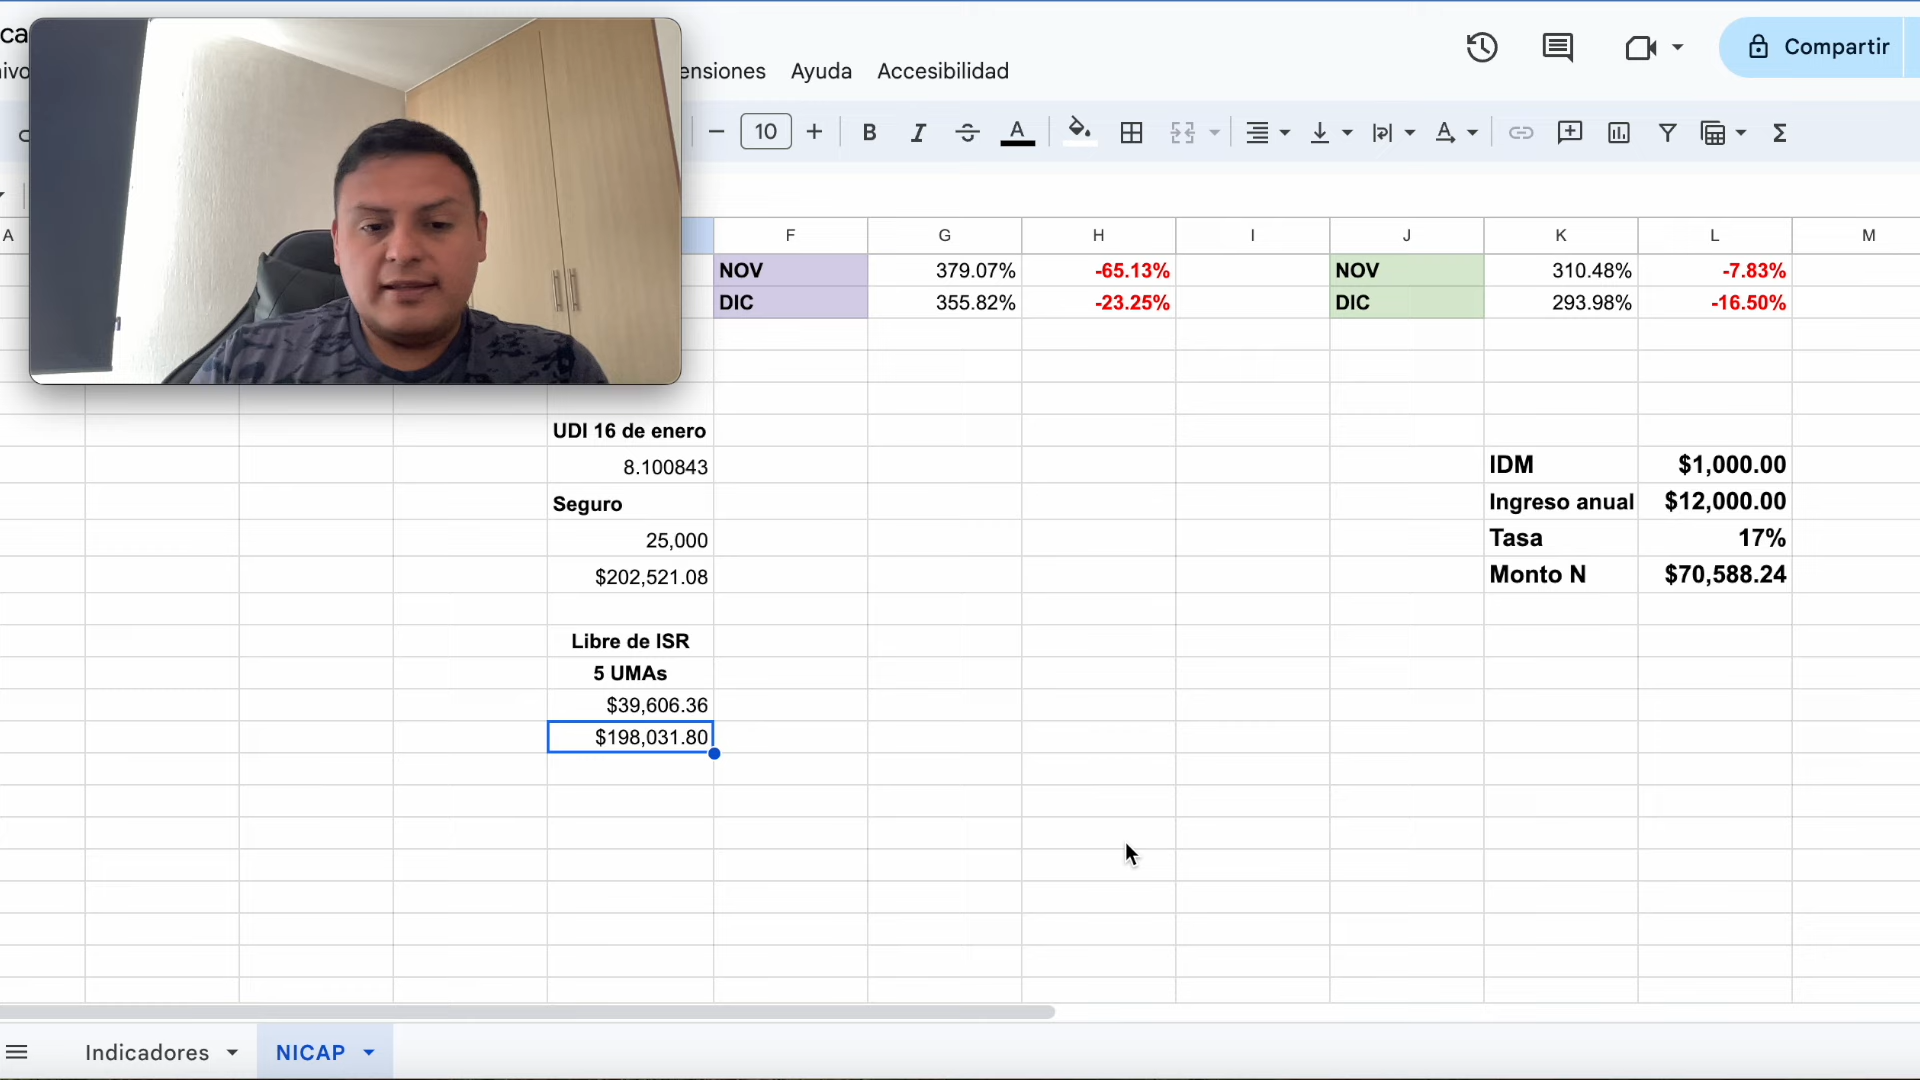 ca
ivo
ensiones Ayuda Accesibilidad
Compartir
10
A F G H I J K L M
NOV 379.07% -65.13% NOV 310.48% -7.83%
DIC 355.82% -23.25% DIC 293.98% -16.50%
UDI 16 de enero
8.100843 IDM $1,000.00
Seguro Ingreso anual $12,000.00
25,000 Tasa 17%
$202,521.08 Monto N $70,588.24
Libre de ISR
5 UMAs
$39,606.36
$198,031.80
Indicadores NICAP